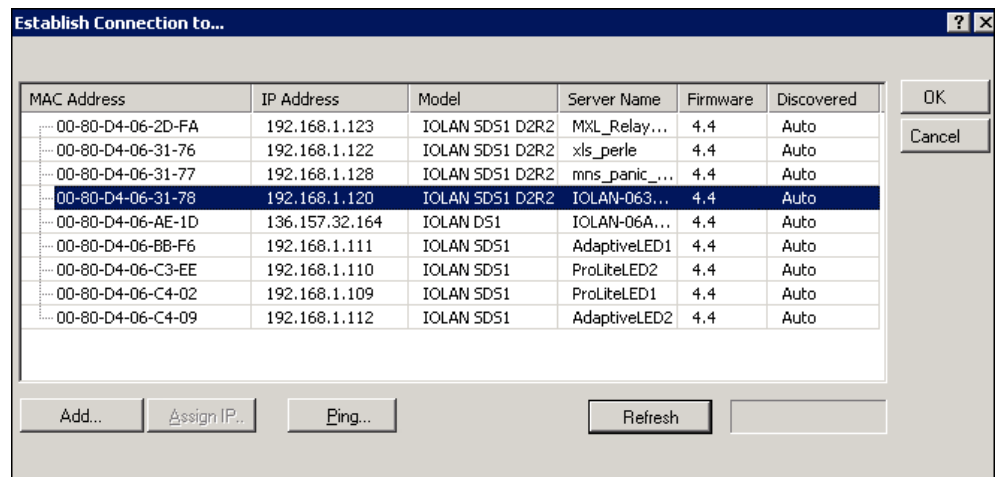 Establish Connection to...
MAC Address IP Address Model Server Name Firmware Discovered OK
00-80-D4-06-2D-FA 192.168.1.123 IOLAN SDS1 D2R2 MXL_Relay... 4.4 Auto
Cancel
00-80-D4-06-31-76 192.168.1.122 IOLAN SDS1 D2R2 xls_perle 4.4 Auto
00-80-D4-06-31-77 192.168.1.128 IOLAN SDS1 D2R2 mns_panic_... 4.4 Auto
00-80-D4-06-31-78 192.168.1.120 IOLAN SDS1 D2R2 IOLAN-063... 4.4 Auto
00-80-D4-06-AE-1D 136.157.32.164 IOLAN DS1 IOLAN-06A... 4.4 Auto
00-80-D4-06-BB-F6 192.168.1.111 IOLAN SDS1 AdaptiveLED1 4.4 Auto
00-80-D4-06-C3-EE 192.168.1.110 IOLAN SDS1 ProLiteLED2 4.4 Auto
00-80-D4-06-C4-02 192.168.1.109 IOLAN SDS1 ProLiteLED1 4.4 Auto
00-80-D4-06-C4-09 192.168.1.112 IOLAN SDS1 AdaptiveLED2 4.4 Auto
Add... Assign IP.. Ping... Refresh